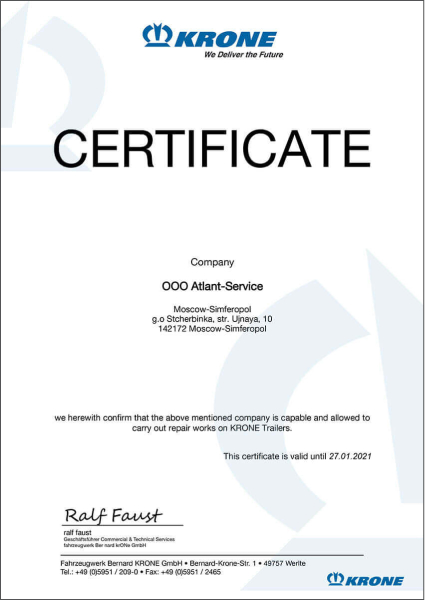 KRONE
We Deliver the Future
CERTIFICATE
Company
OOO Atlant-Service
Moscow-Simferopol
g.o Stcherbinka, str. Ujnaya, 10
142172 Moscow-Simferopol
we herewith confirm that the above mentioned company is capable and allowed to
carry out repair works on KRONE Trailers.
This certificate is valid until 27.01.2021
Ralf Faust
ralf faust
Geschäftsführer Commercial & Technical Services
fahrzeugwerk Ber nard krONe GmbH
Fahrzeugwerk Bernard KRONE GmbH • Bernard-Krone-Str. 1 • 49757 Werlte
Tel.: +49 (0)5951 / 209-0 • Fax: +49 (0)5951 / 2465
KRONE